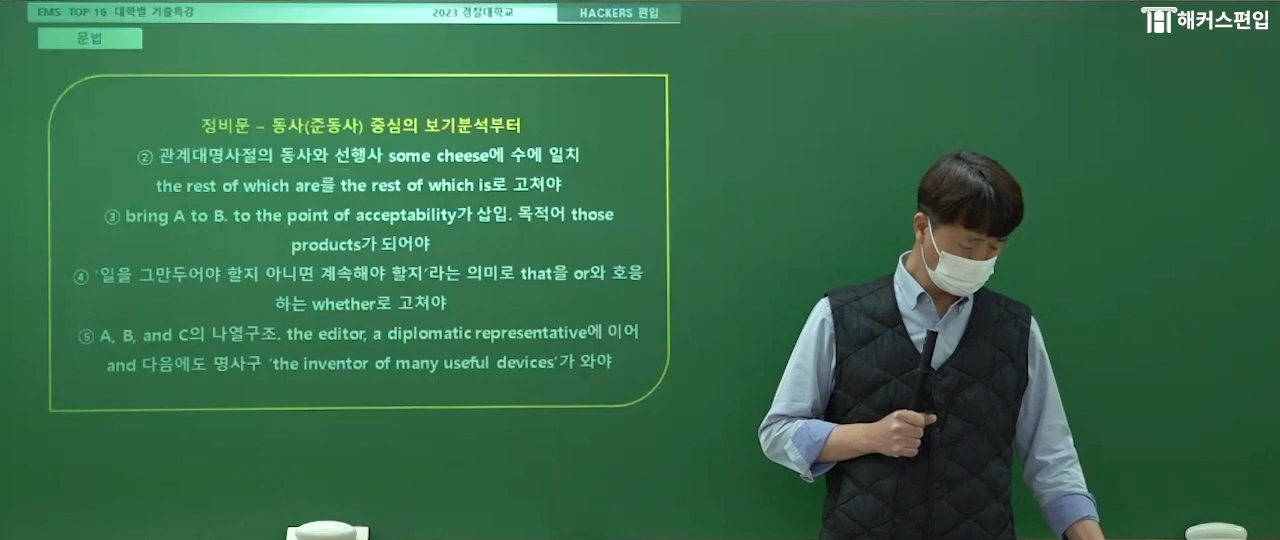 EMS TOP 16 대학별 기출특강
2023 경찰대학교
HACKERS 편입
해커스편입
문법
정비문 - 동사(준동사) 중심의 보기분석부터
② 관계대명사절의 동사와 선행사 some cheese에 수에 일치
the rest of which are를 the rest of which is로 고쳐야
③ bring A to B. to the point of acceptability가 삽입. 목적어 those
products가 되어야
④ '일을 그만두어야 할지 아니면 계속해야 할지'라는 의미로 that을 or와 호응
하는 whether로 고쳐야
⑤ A, B, and C의 나열구조. the editor, a diplomatic representative에 이어
and 다음에도 명사구 'the inventor of many useful devices'가 와야